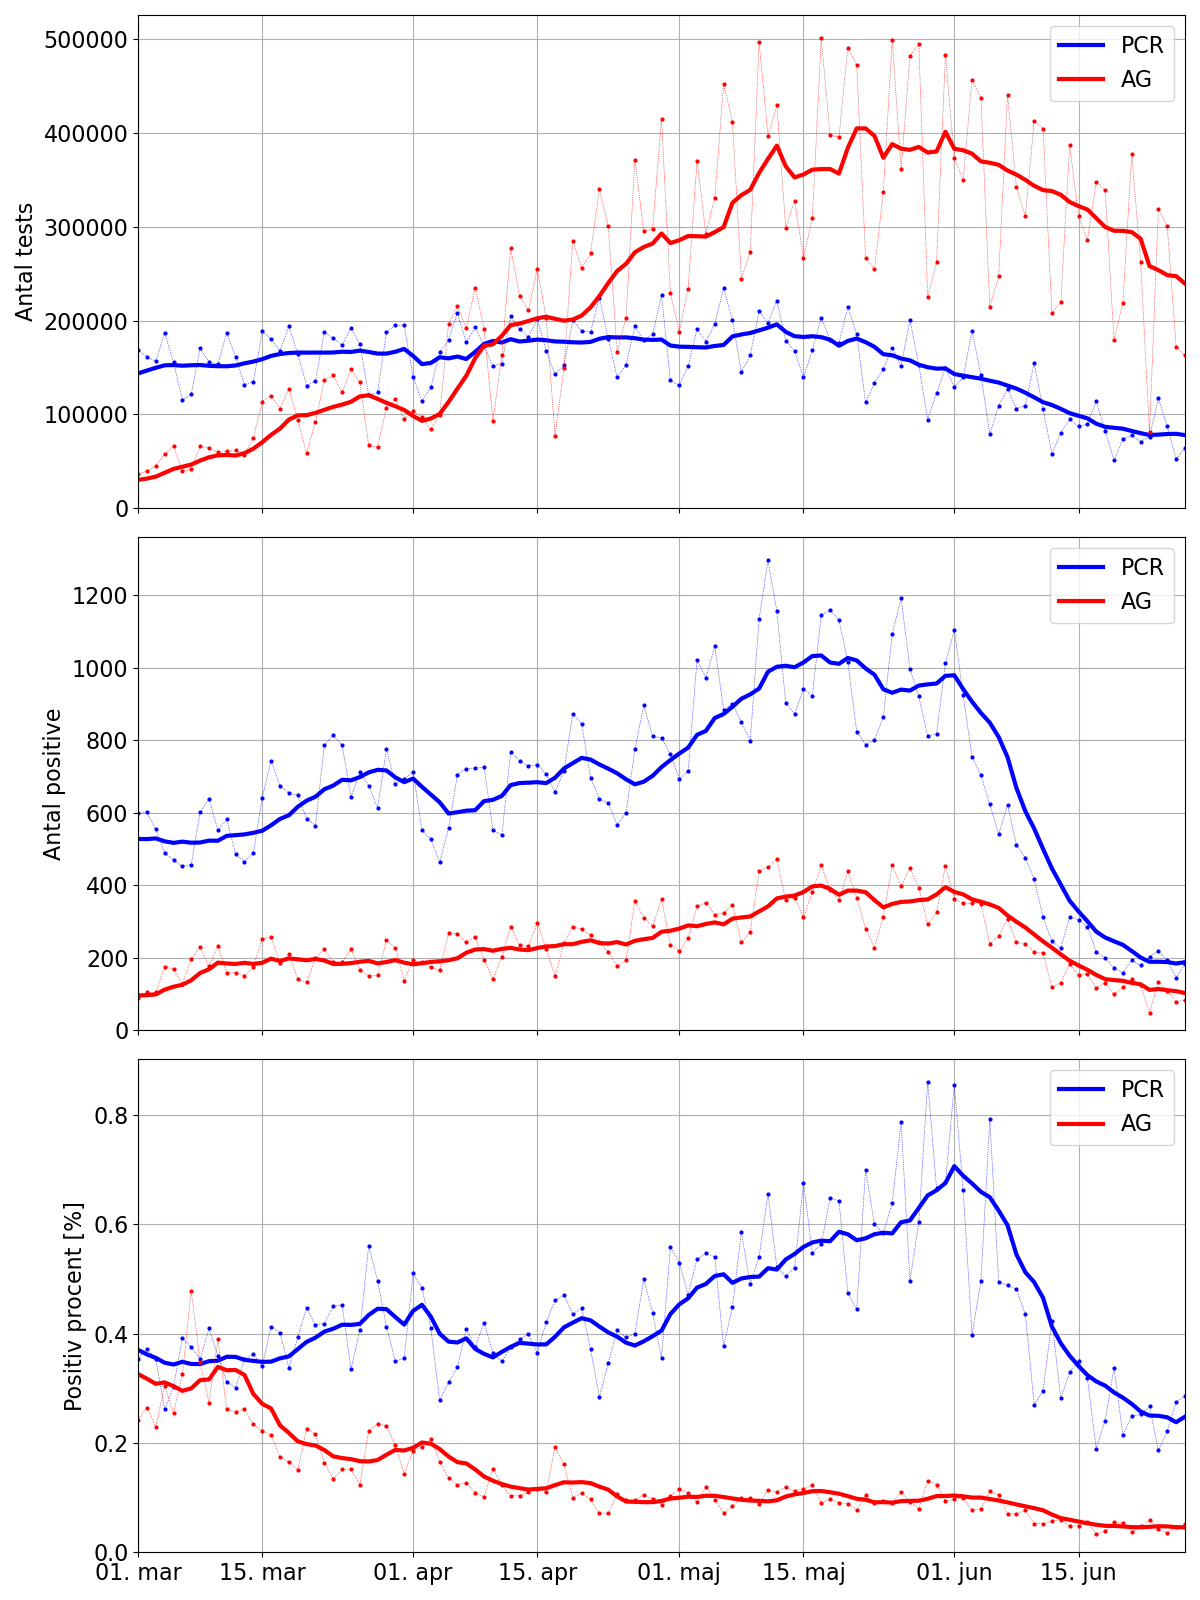 500000
400000
300000
200000
100000
0
Antal tests
PCR
AG
1200
1000
800
600
400
200
0
Antal positive
PCR
AG
0.8
0.6
0.4
0.2
0.0
Positiv procent [%]
PCR
AG
01. mar 15. mar 01. apr 15. apr 01. maj 15. maj 01. jun 15. jun